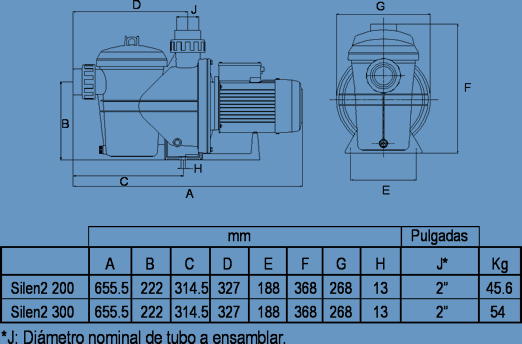 D
J
G
B
F
H
C
A
E
mm Pulgadas
A B C D E F G H J* Kg
Silen2 200 655.5 222 314.5 327 188 368 268 13 2” 45.6
Silen2 300 655.5 222 314.5 327 188 368 268 13 2” 54
*J: Diámetro nominal de tubo a ensamblar.